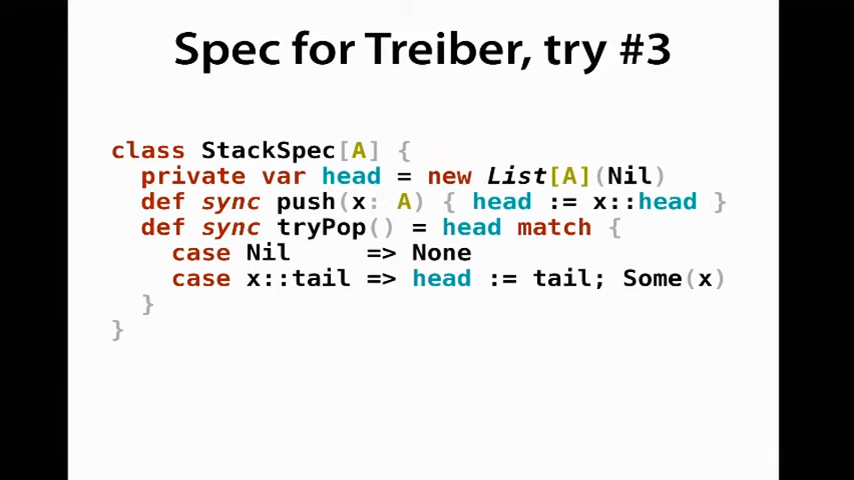 Spec for Treiber, try #3
class StackSpec[A] {
private var head = new List[A](Nil)
def sync push(x: A) { head := x::head }
def sync tryPop() = head match {
case Nil => None
case x::tail => head := tail; Some(x)
}
}